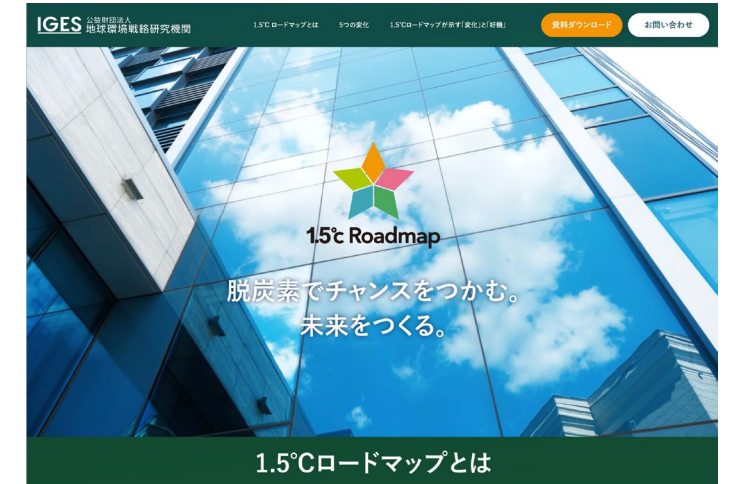 IGES 公益財団法人
地球環境戦略研究機関
1.5℃ ロードマップとは
5つの変化
1.5℃ロードマップが示す「変化」と「好機」
資料ダウンロード
お問い合わせ
1.5℃ Roadmap
脱炭素でチャンスをつかむ。
未来をつくる。
1.5℃ロードマップとは